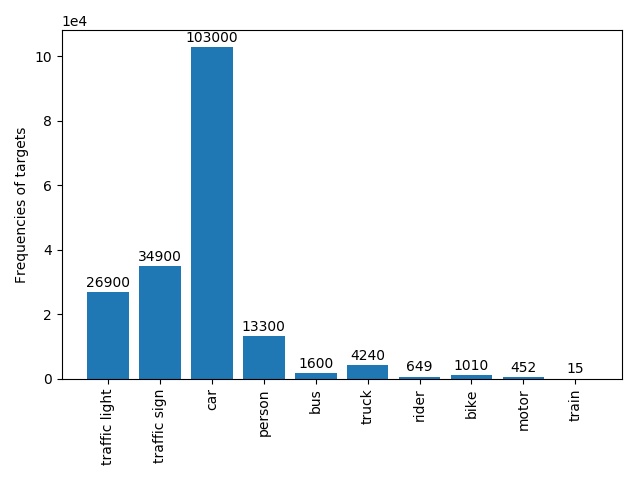 1e4
103000
10
8
6
4
2
0
Frequencies of targets
26900
34900
13300
1600
4240
649
1010
452
15
traffic light
traffic sign
car
person
bus
truck
rider
bike
motor
train